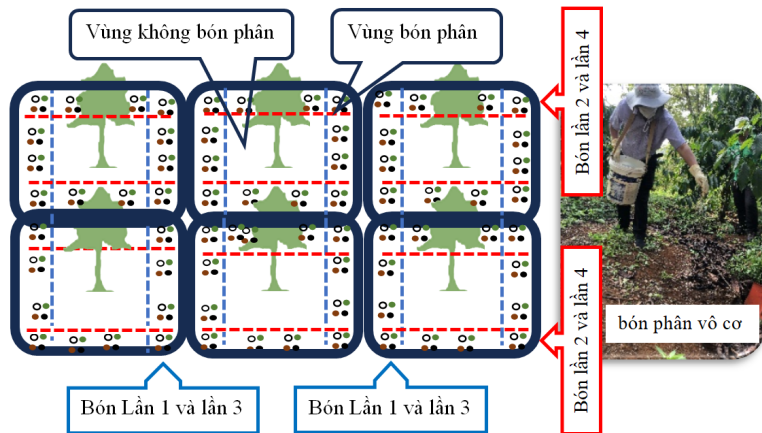 Vùng không bón phân
Vùng bón phân
Bón lần 2 và lần 4
Bón lần 2 và lần 4
bón phân vô cơ
Bón Lần 1 và lần 3
Bón Lần 1 và lần 3